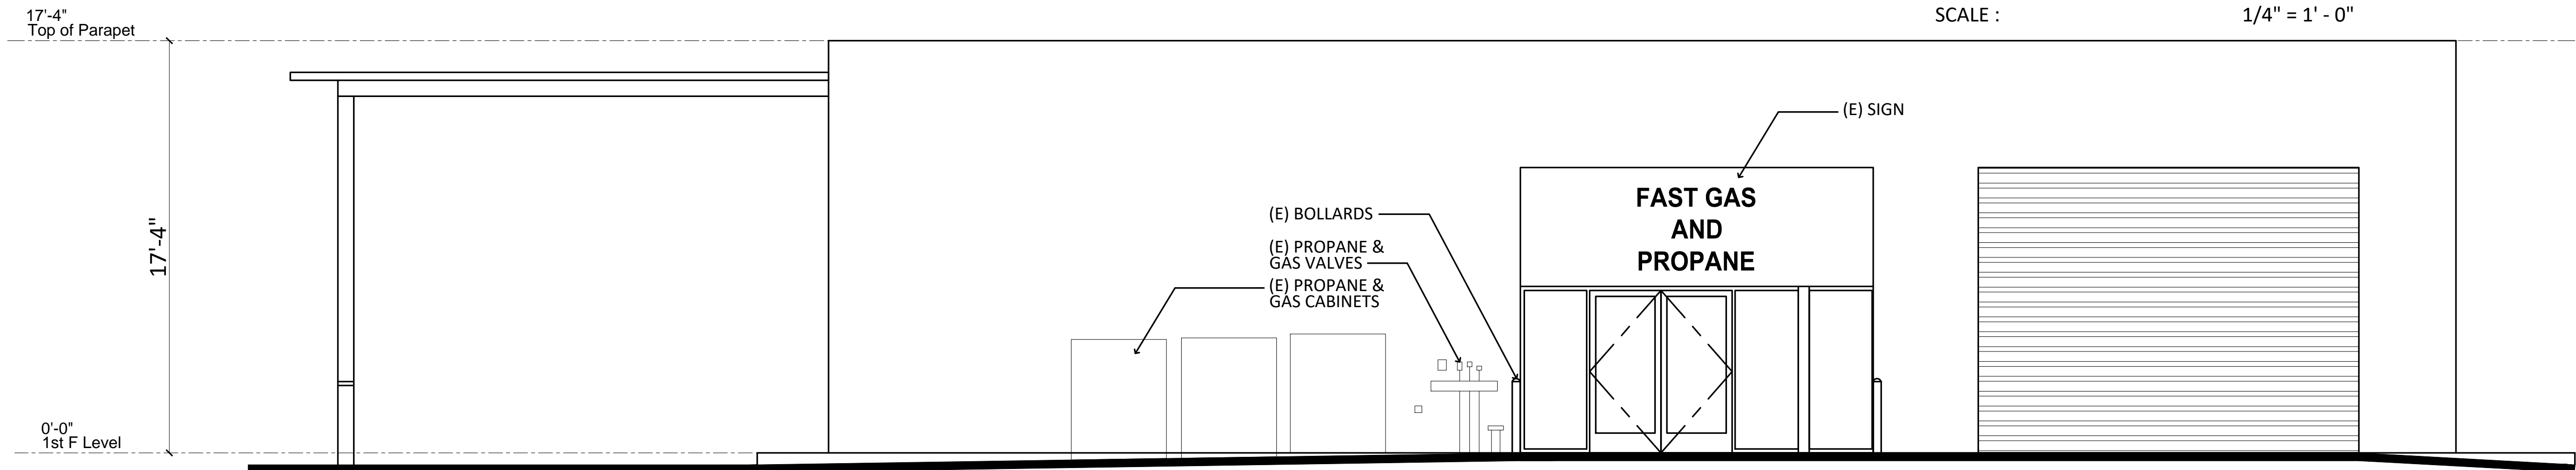 17'-4"
Top of Parapet
SCALE : 1/4" = 1' - 0"
(E) SIGN
FAST GAS
AND
PROPANE
(E) BOLLARDS
(E) PROPANE &
GAS VALVES
(E) PROPANE &
GAS CABINETS
17'-4"
0'-0"
1st F Level